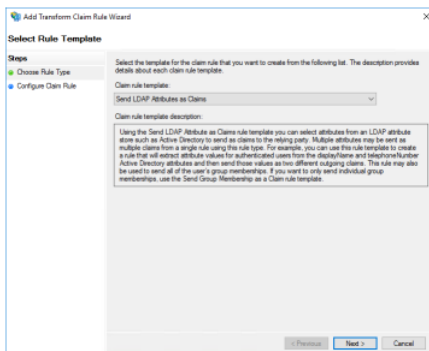 Add Transform Claim Rule Wizard
Select Rule Template
Steps
Choose Rule Type
Configure Claim Rule
Select the template for the claim rule that you want to create from the following list. The description provides
details about each claim rule template.
Claim rule template:
Send LDAP Attributes as Claims
Claim rule template description:
Using the Send LDAP Attribute as Claims rule template you can select attributes from an LDAP attribute
store such as Active Directory to send as claims to the relying party. Multiple attributes may be sent as
multiple claims from a single rule using this rule type. For example, you can use this rule template to create
a rule that will extract attribute values for authenticated users from the displayName and telephoneNumber
Active Directory attributes and then send those values as two different outgoing claims. This rule may also
be used to send all of the user's group memberships. If you want to only send individual group
memberships, use the Send Group Membership as a Claim rule template.
< Previous
Next >
Cancel